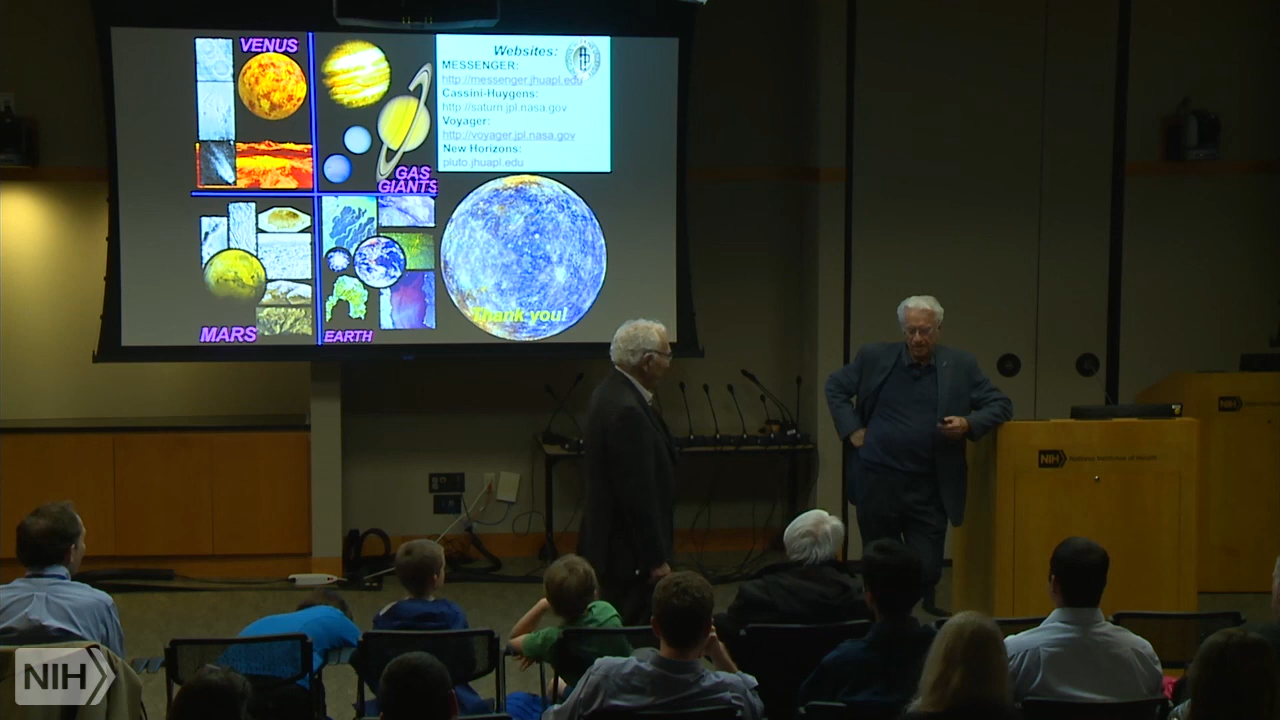 VENUS
GAS
GIANTS
MARS
EARTH
Websites:
MESSENGER:
http://messenger.jhuapl.edu
Cassini-Huygens:
http://saturn.jpl.nasa.gov
Voyager:
http://voyager.jpl.nasa.gov
New Horizons:
pluto.jhuapl.edu
Thank you!
NIH National Institutes of Health
NIH
NIH